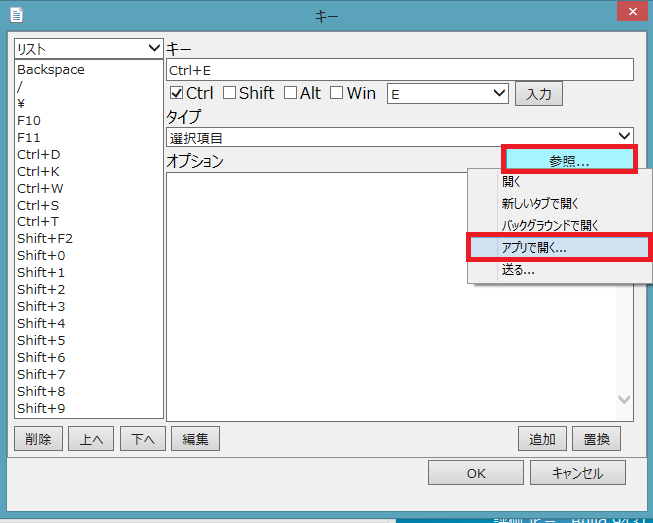 キー
リスト
Backspace
/
¥
F10
F11
Ctrl+D
Ctrl+K
Ctrl+W
Ctrl+S
Ctrl+T
Shift+F2
Shift+0
Shift+1
Shift+2
Shift+3
Shift+4
Shift+5
Shift+6
Shift+7
Shift+8
Shift+9
キー
Ctrl+E
Ctrl Shift Alt Win E 入力
タイプ
選択項目
オプション 参照...
開く
新しいタブで開く
バックグラウンドで開く
アプリで開く...
送る...
削除 上へ 下へ 編集 追加 置換
OK キャンセル